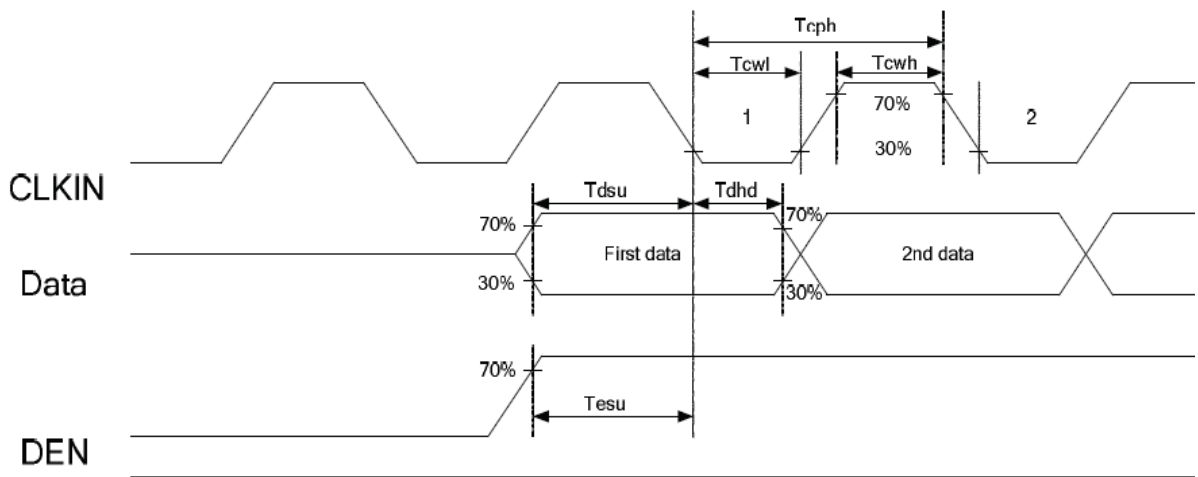 Tcph
Tcwl
Tcwh
1
70%
2
30%
CLKIN
Tdsu
Tdhd
70%
70%
First data
2nd data
Data
30%
30%
70%
Tesu
DEN